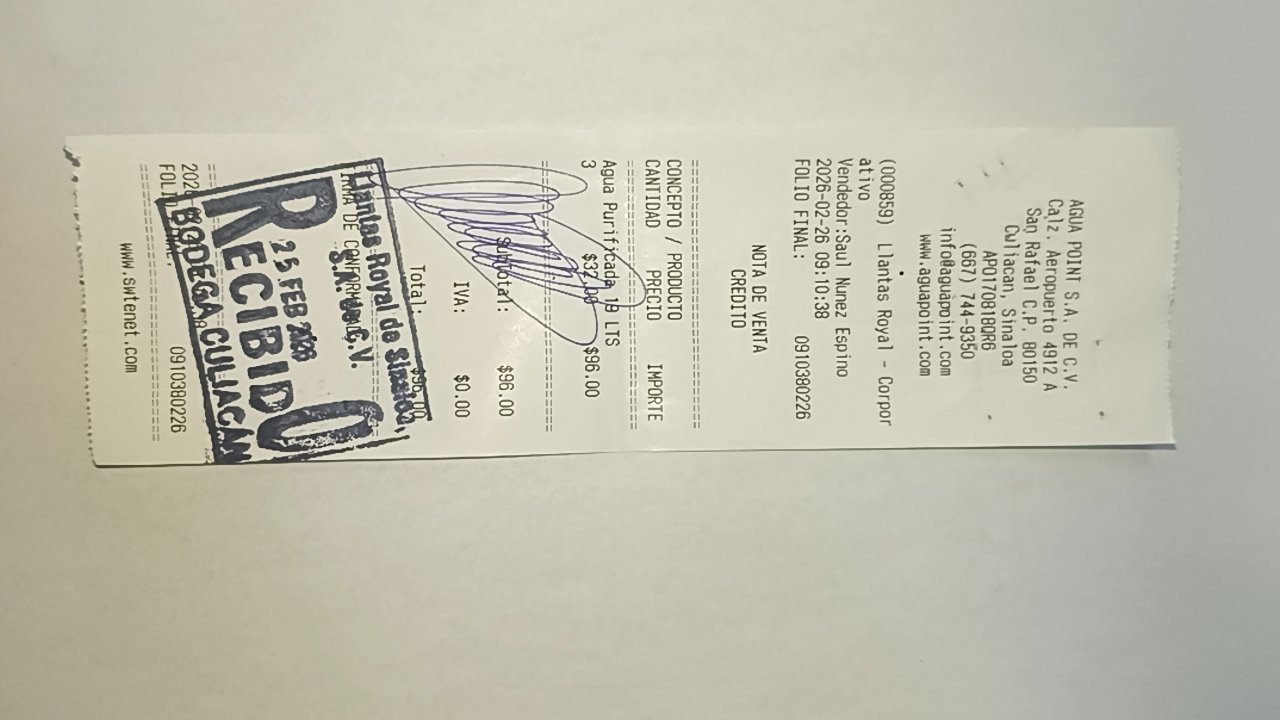 AGUA POINT S.A. DE C.V.
Calz. Aeropuerto 4912 A
San Rafael C.P. 80150
Culiacan, Sinaloa
APO170818QR6
(667) 744-9350
info@aguapoint.com
www.aguapoint.com
(000859) Llantas Royal - Corpor
ativo
Vendedor:Saul Nunez Espino
2026-02-26 09:10:38
FOLIO FINAL: 0910380226
NOTA DE VENTA
CREDITO
CONCEPTO / PRODUCTO
CANTIDAD PRECIO IMPORTE
Agua Purificada 19 LTS
3 $32.00 $96.00
Subtotal: $96.00
IVA: $0.00
Total: $96.00
DE
Llantas Royal de Sinaloa,
S.A. de C.V.
RECIBIDO
FEB 2026
BODEGA CULIACAN
0910380226
www.swtenet.com